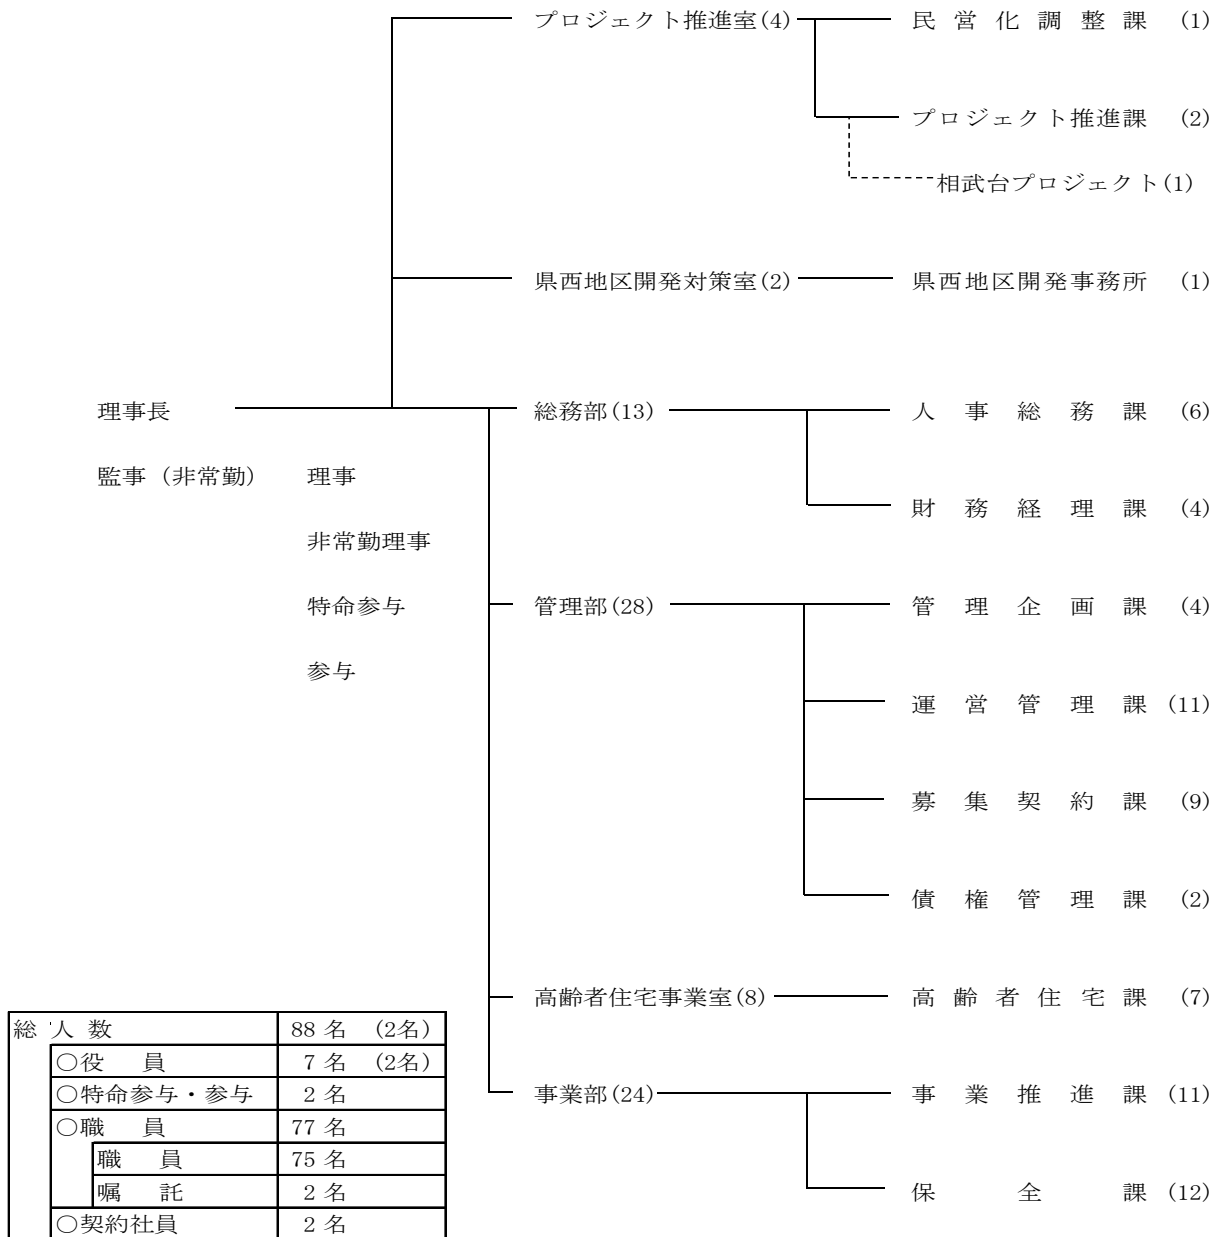 プロジェクト推進室(4) 民営化調整課 (1)
プロジェクト推進課 (2)
相武台プロジェクト(1)
県西地区開発対策室(2) 県西地区開発事務所 (1)
理事長 総務部(13) 人事総務課 (6)
監事（非常勤） 理事
財務経理課 (4)
非常勤理事
特命参与 管理部(28) 管理企画課 (4)
参与
運営管理課 (11)
募集契約課 (9)
債権管理課 (2)
高齢者住宅事業室(8) 高齢者住宅課 (7)
事業部(24) 事業推進課 (11)
保全課 (12)
総人数 88名 (2名)
○役員 7名 (2名)
○特命参与・参与 2名
○職員 77名
職員 75名
嘱託 2名
○契約社員 2名